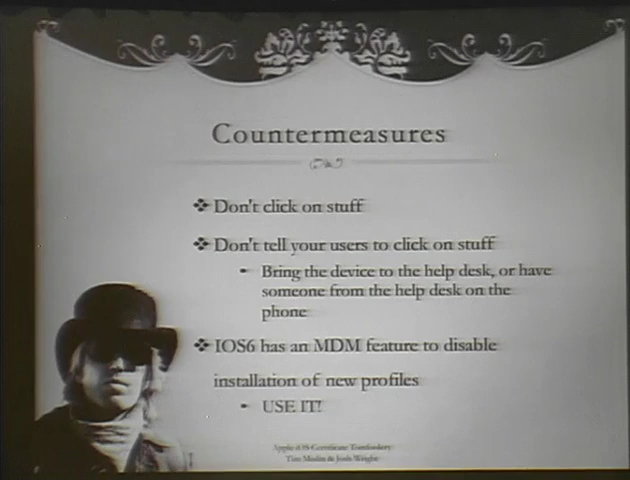 Countermeasures
Don't click on stuff
Don't tell your users to click on stuff
Bring the device to the help desk, or have
someone from the help desk on the
phone
IOS6 has an MDM feature to disable
installation of new profiles
USE IT!
Apple iOS Certificate Tomfoolery
Tim Medin & Josh Wright